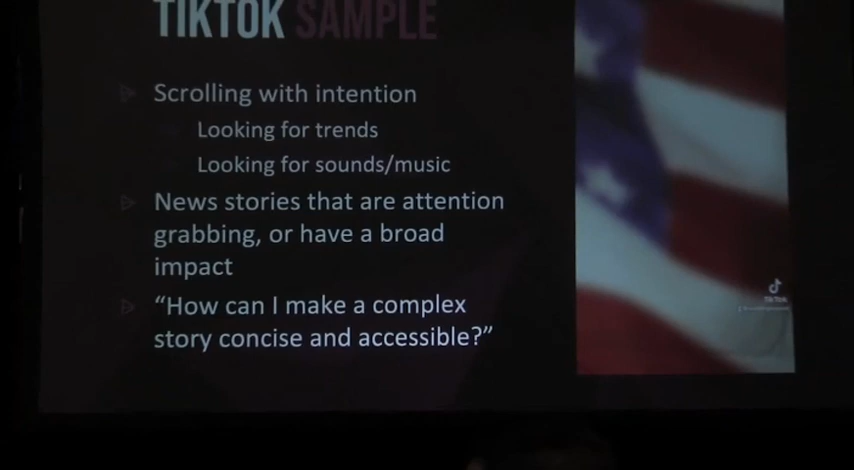 TIKTOK SAMPLE
Scrolling with intention
Looking for trends
Looking for sounds/music
News stories that are attention
grabbing, or have a broad
impact
“How can I make a complex
story concise and accessible?”
TikTok